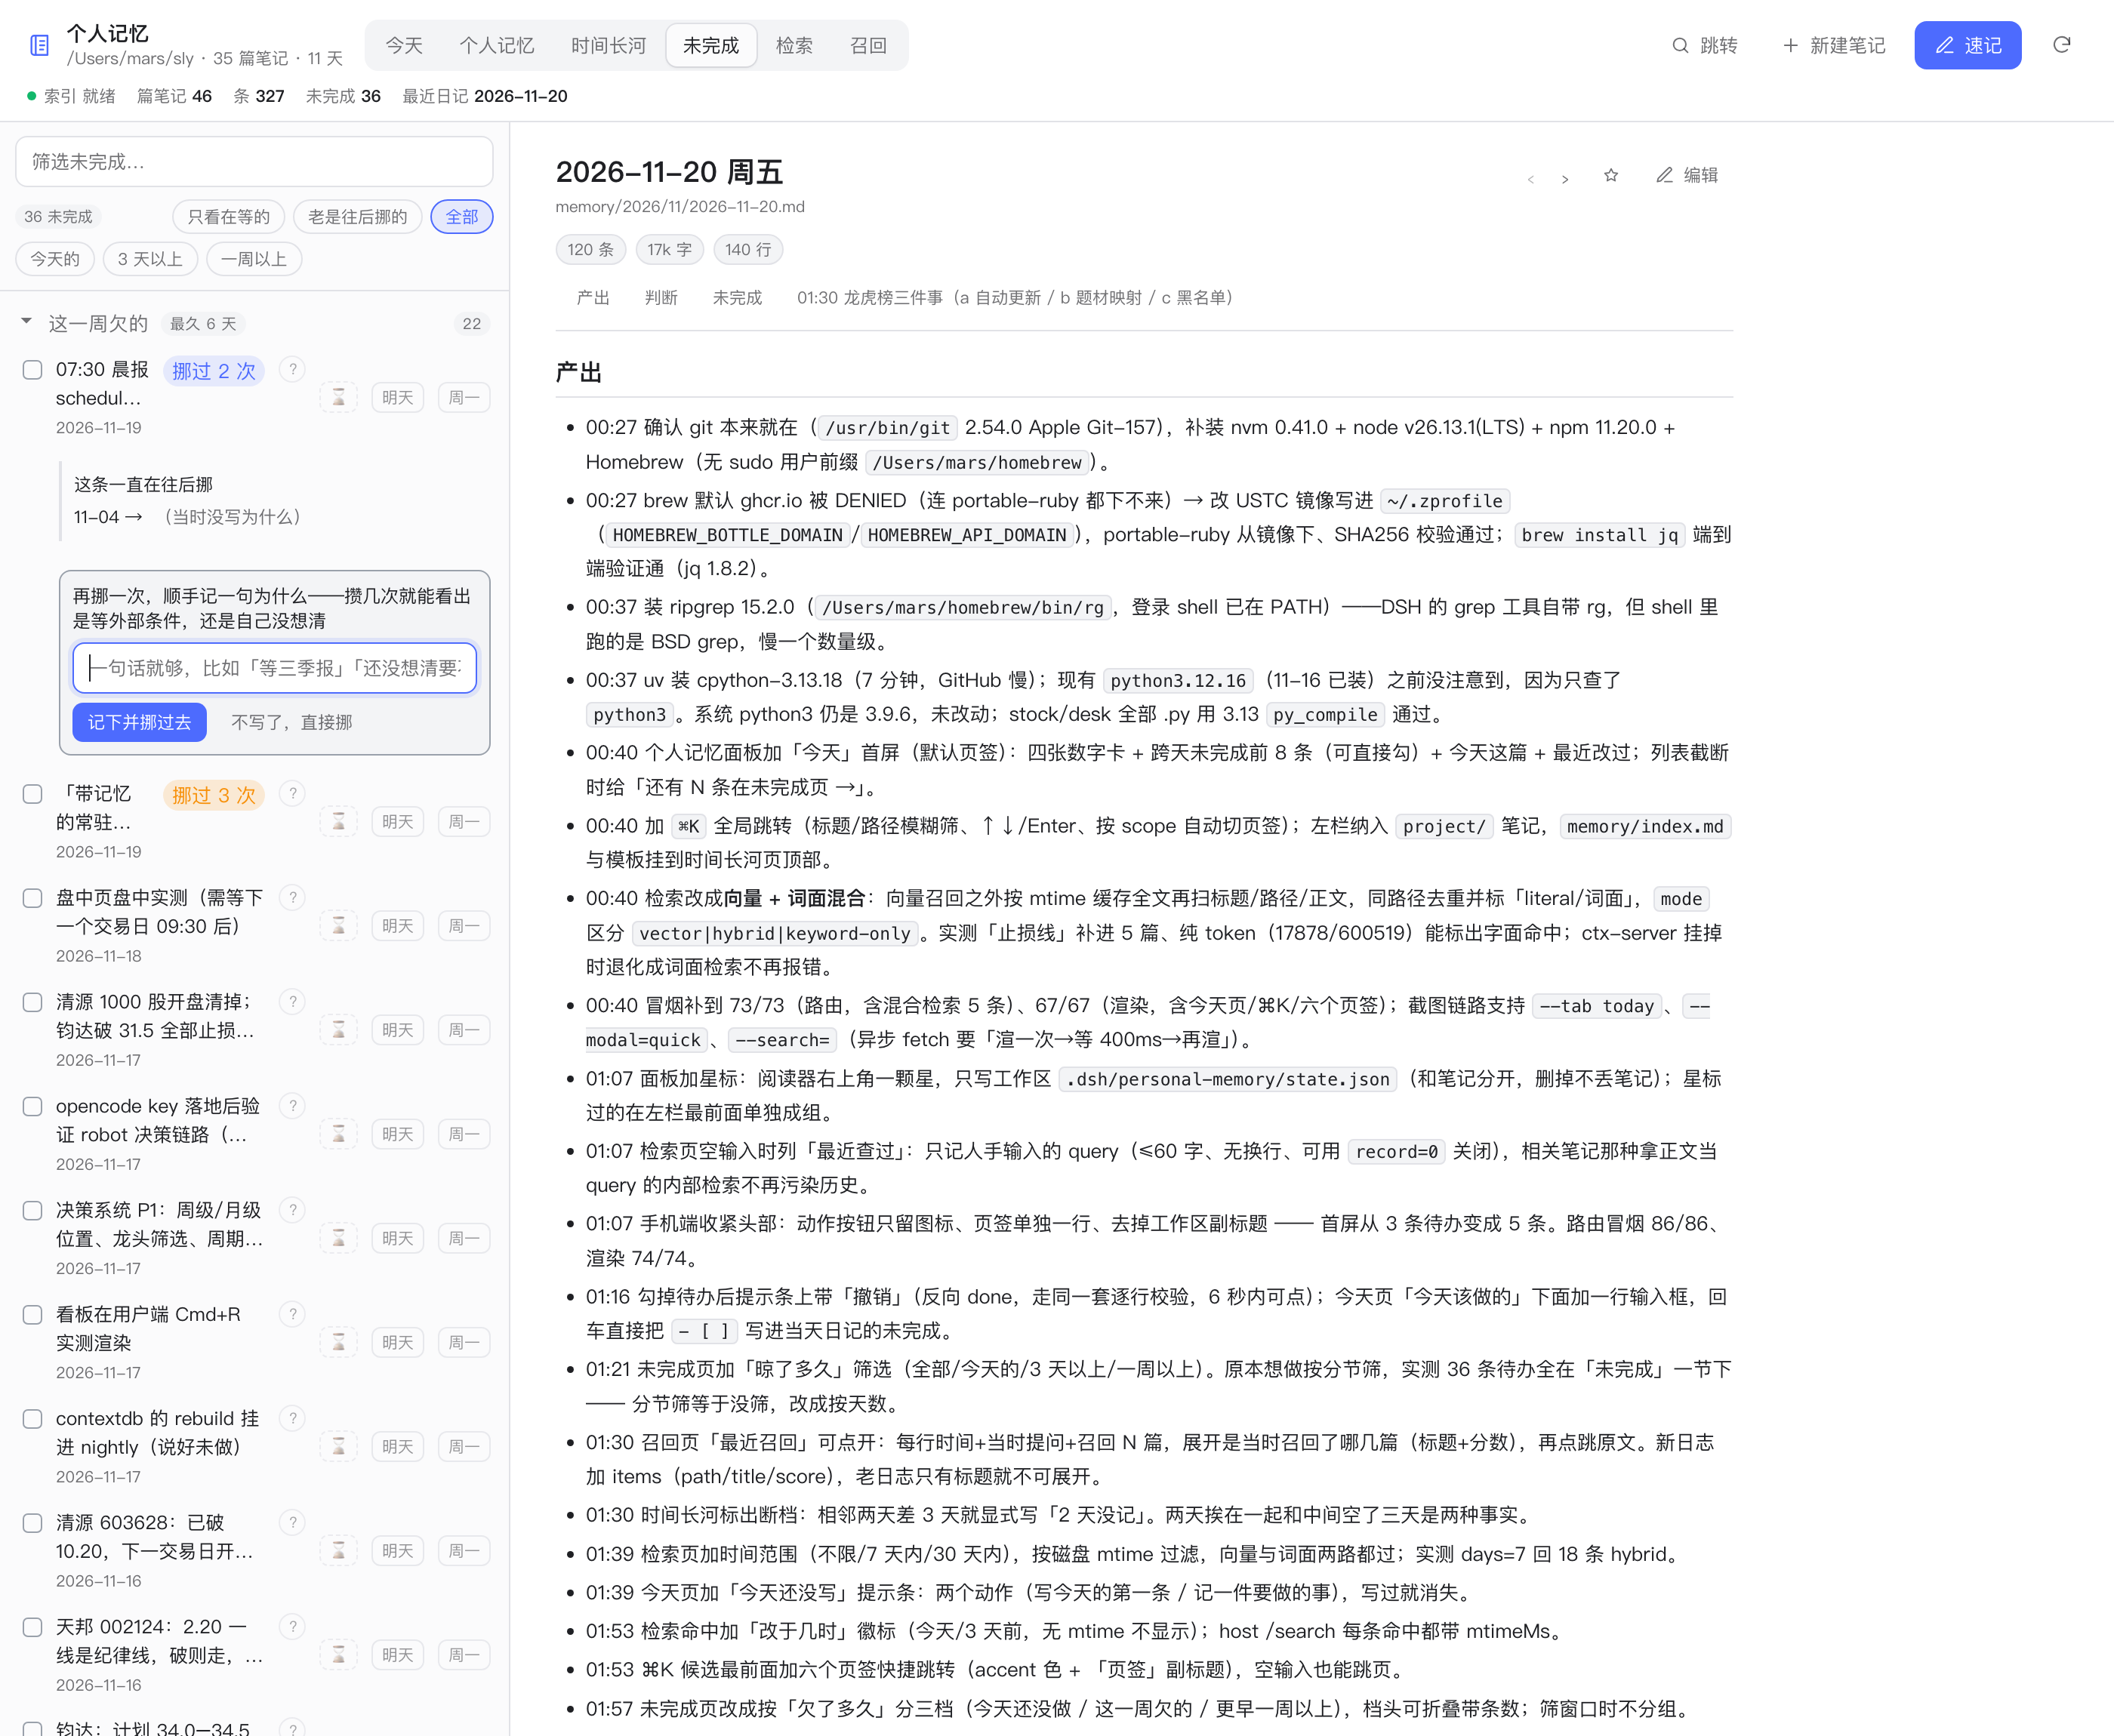 个人记忆
/Users/mars/sly · 35 篇笔记 · 11 天
今天 个人记忆 时间长河 未完成 检索 召回
跳转 新建笔记 速记
索引 就绪 篇笔记 46 条 327 未完成 36 最近日记 2026-11-20
筛选未完成…
36 未完成 只看在等的 老是往后挪的 全部
今天的 3 天以上 一周以上
这一周欠的 最久 6 天 22
07:30 晨报 挪过 2 次 ?
schedul… 明天 周一
2026-11-19
这条一直在往后挪
11-04 → （当时没写为什么）
再挪一次，顺手记一句为什么——攒几次就能看出
是等外部条件，还是自己没想清
一句话就够，比如「等三季报」「还没想清要
记下并挪过去 不写了，直接挪
「带记忆 挪过 3 次 ?
的常驻… 明天 周一
2026-11-19
盘中页盘中实测（需等下 ?
一个交易日 09:30 后） 明天 周一
2026-11-18
清源 1000 股开盘清掉； ?
钧达破 31.5 全部止损… 明天 周一
2026-11-17
opencode key 落地后验 ?
证 robot 决策链路（… 明天 周一
2026-11-17
决策系统 P1：周级/月级 ?
位置、龙头筛选、周期… 明天 周一
2026-11-17
看板在用户端 Cmd+R ?
实测渲染 明天 周一
2026-11-17
contextdb 的 rebuild 挂 ?
进 nightly（说好未做） 明天 周一
2026-11-17
清源 603628：已破 ?
10.20，下一交易日开… 明天 周一
2026-11-16
天邦 002124：2.20 一 ?
线是纪律线，破则走，… 明天 周一
2026-11-16
钧达：计划 34.0—34.5 ?
2026-11-20 周五
‹ › 编辑
memory/2026/11/2026-11-20.md
120 条 17k 字 140 行
产出 判断 未完成 01:30 龙虎榜三件事（a 自动更新 / b 题材映射 / c 黑名单）
产出
• 00:27 确认 git 本来就在（/usr/bin/git 2.54.0 Apple Git-157），补装 nvm 0.41.0 + node v26.13.1(LTS) + npm 11.20.0 +
Homebrew（无 sudo 用户前缀 /Users/mars/homebrew）。
• 00:27 brew 默认 ghcr.io 被 DENIED（连 portable-ruby 都下不来）→ 改 USTC 镜像写进 ~/.zprofile
（HOMEBREW_BOTTLE_DOMAIN/HOMEBREW_API_DOMAIN），portable-ruby 从镜像下、SHA256 校验通过；brew install jq 端到
端验证通（jq 1.8.2）。
• 00:37 装 ripgrep 15.2.0（/Users/mars/homebrew/bin/rg，登录 shell 已在 PATH）——DSH 的 grep 工具自带 rg，但 shell 里
跑的是 BSD grep，慢一个数量级。
• 00:37 uv 装 cpython-3.13.18（7 分钟，GitHub 慢）；现有 python3.12.16（11-16 已装）之前没注意到，因为只查了
python3。系统 python3 仍是 3.9.6，未改动；stock/desk 全部 .py 用 3.13 py_compile 通过。
• 00:40 个人记忆面板加「今天」首屏（默认页签）：四张数字卡 + 跨天未完成前 8 条（可直接勾）+ 今天这篇 + 最近改过；列表截断
时给「还有 N 条在未完成页 →」。
• 00:40 加 ⌘K 全局跳转（标题/路径模糊筛、↑↓/Enter、按 scope 自动切页签）；左栏纳入 project/ 笔记，memory/index.md
与模板挂到时间长河页顶部。
• 00:40 检索改成向量 + 词面混合：向量召回之外按 mtime 缓存全文再扫标题/路径/正文，同路径去重并标「literal/词面」，mode
区分 vector|hybrid|keyword-only。实测「止损线」补进 5 篇、纯 token（17878/600519）能标出字面命中；ctx-server 挂掉
时退化成词面检索不再报错。
• 00:40 冒烟补到 73/73（路由，含混合检索 5 条）、67/67（渲染，含今天页/⌘K/六个页签）；截图链路支持 --tab today、--
modal=quick、--search=（异步 fetch 要「渲一次→等 400ms→再渲」）。
• 01:07 面板加星标：阅读器右上角一颗星，只写工作区 .dsh/personal-memory/state.json（和笔记分开，删掉不丢笔记）；星标
过的在左栏最前面单独成组。
• 01:07 检索页空输入时列「最近查过」：只记人手输入的 query（≤60 字、无换行、可用 record=0 关闭），相关笔记那种拿正文当
query 的内部检索不再污染历史。
• 01:07 手机端收紧头部：动作按钮只留图标、页签单独一行、去掉工作区副标题 —— 首屏从 3 条待办变成 5 条。路由冒烟 86/86、
渲染 74/74。
• 01:16 勾掉待办后提示条上带「撤销」（反向 done，走同一套逐行校验，6 秒内可点）；今天页「今天该做的」下面加一行输入框，回
车直接把 - [ ] 写进当天日记的未完成。
• 01:21 未完成页加「晾了多久」筛选（全部/今天的/3 天以上/一周以上）。原本想做按分节筛，实测 36 条待办全在「未完成」一节下
—— 分节筛等于没筛，改成按天数。
• 01:30 召回页「最近召回」可点开：每行时间+当时提问+召回 N 篇，展开是当时召回了哪几篇（标题+分数），再点跳原文。新日志
加 items（path/title/score），老日志只有标题就不可展开。
• 01:30 时间长河标出断档：相邻两天差 3 天就显式写「2 天没记」。两天挨在一起和中间空了三天是两种事实。
• 01:39 检索页加时间范围（不限/7 天内/30 天内），按磁盘 mtime 过滤，向量与词面两路都过；实测 days=7 回 18 条 hybrid。
• 01:39 今天页加「今天还没写」提示条：两个动作（写今天的第一条 / 记一件要做的事），写过就消失。
• 01:53 检索命中加「改于几时」徽标（今天/3 天前，无 mtime 不显示）；host /search 每条命中都带 mtimeMs。
• 01:53 ⌘K 候选最前面加六个页签快捷跳转（accent 色 + 「页签」副标题），空输入也能跳页。
• 01:57 未完成页改成按「欠了多久」分三档（今天还没做 / 这一周欠的 / 更早一周以上），档头可折叠带条数；筛窗口时不分组。